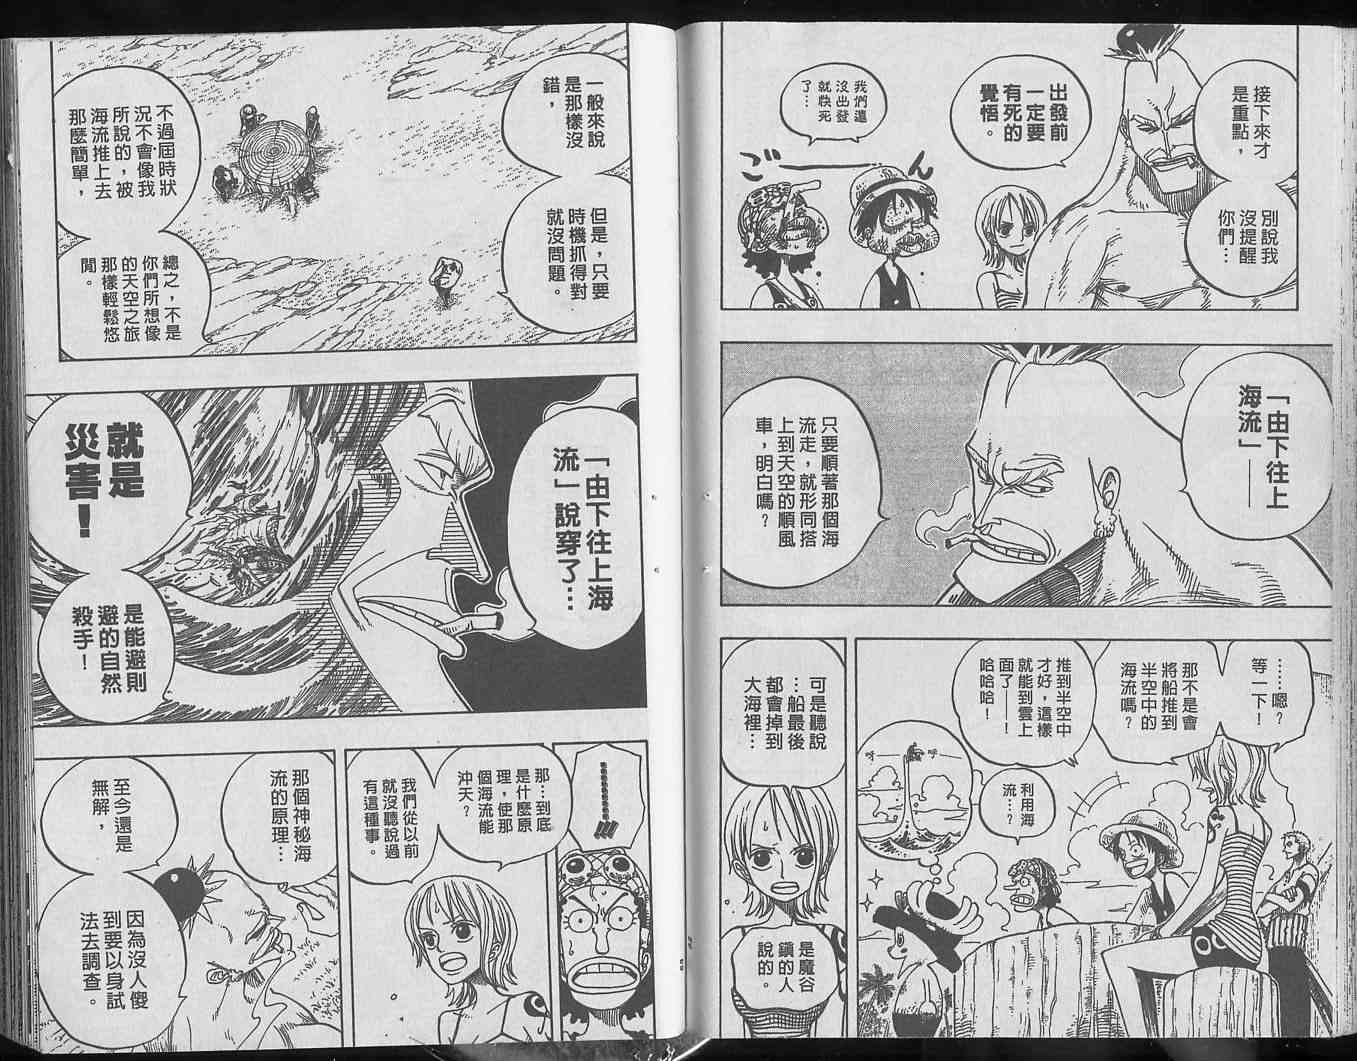 接下來才
是重點，
別說我
沒提醒
你們…
出發前
一定要
有死的
覺悟。
我們還
沒出發
就快死
了…
ごーん
「由下往上
海流」——
只要順著那個海
流走，就形同搭
上到天空的順風
車，明白嗎？
……嗯？
等一下！
那不是會
將船推到
半空中的
海流嗎？
推到半空中
才好，這樣
就能到雲上
面了——！
哈哈哈！
利用海
流…？
可是聽說
…船最後
都會掉到
大海裡…
是魔谷
鎮的人
說的。
一般來說
是那樣沒
錯，
但是，只要
時機抓得對
就沒問題。
不過屆時狀
況不會像我
所說的，被
海流推上去
那麼簡單，
總之，不是
你們所想像
的天空之旅
那樣輕鬆悠
閒。
「由下往上海
流」說穿了…
就是
災害！
是能避則
避的自然
殺手！
………!!!
那…到底
是什麼原
理，使那
個海流能
沖天？
我們從以前
就沒聽說過
有這種事。
那個神秘海
流的原理…
至今還是
無解，
因為沒人傻
到要以身試
法去調查。